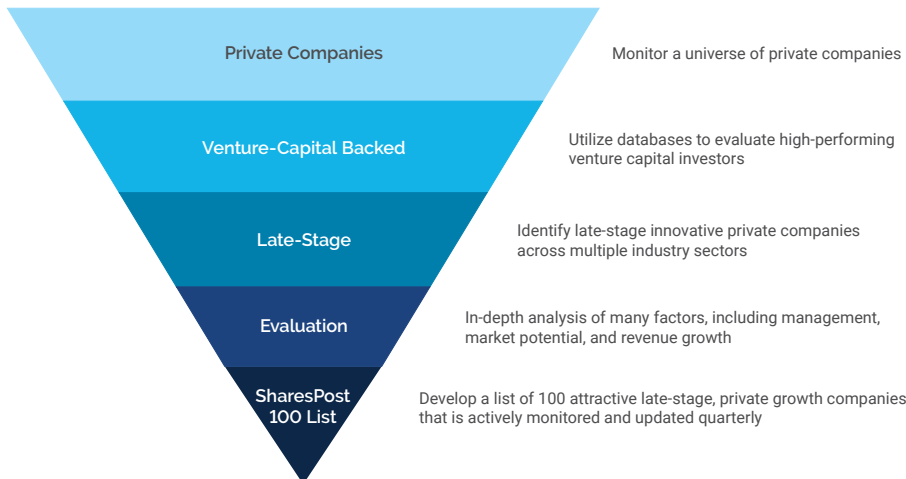 Private Companies
Monitor a universe of private companies
Venture-Capital Backed
Utilize databases to evaluate high-performing
venture capital investors
Late-Stage
Identify late-stage innovative private companies
across multiple industry sectors
Evaluation
In-depth analysis of many factors, including management,
market potential, and revenue growth
SharesPost
100 List
Develop a list of 100 attractive late-stage, private growth companies
that is actively monitored and updated quarterly